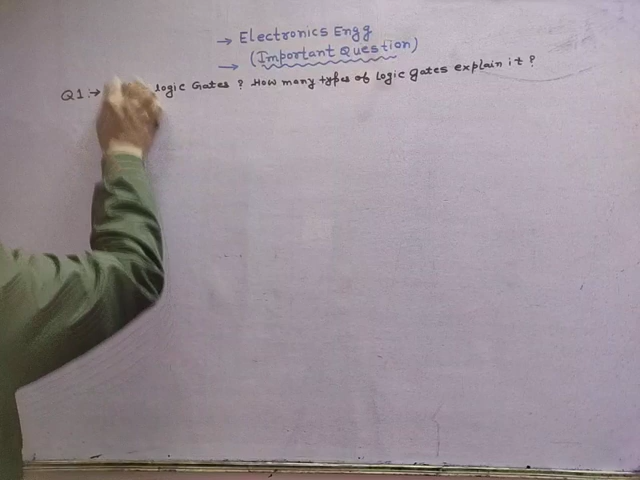 → Electronics Engg
→ (Important Question)
Q1:→ logic Gates ? How many types of logic gates explain it ?